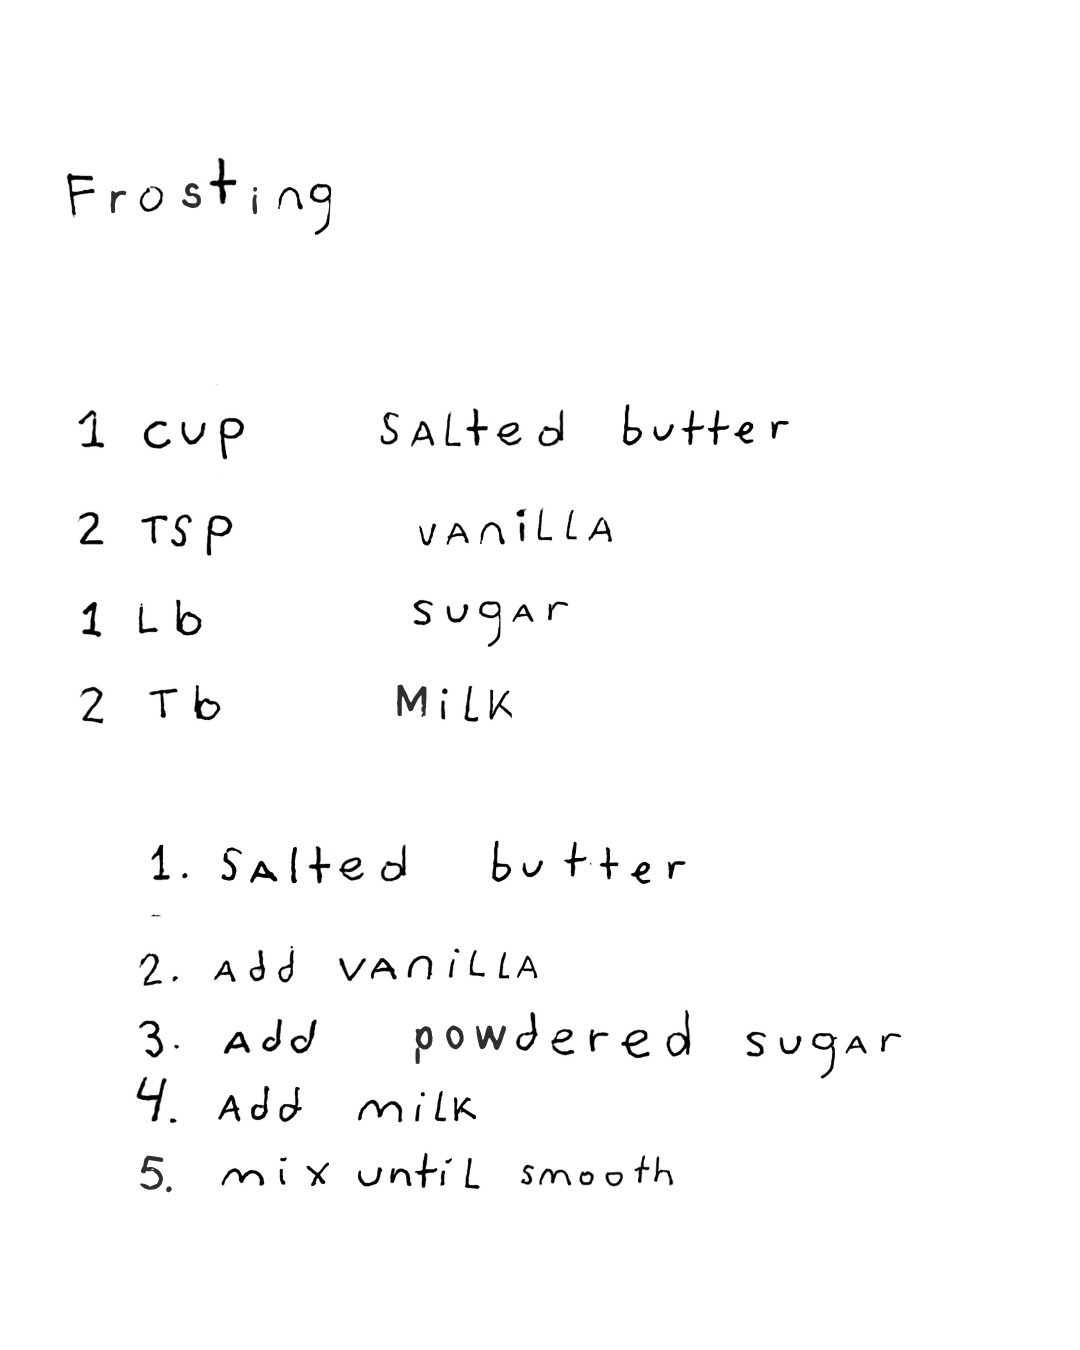 Frosting
1 cup salted butter
2 TSP vanilla
1 Lb sugar
2 Tb Milk
1. salted butter
2. Add vanilla
3. Add powdered sugar
4. Add milk
5. mix until smooth